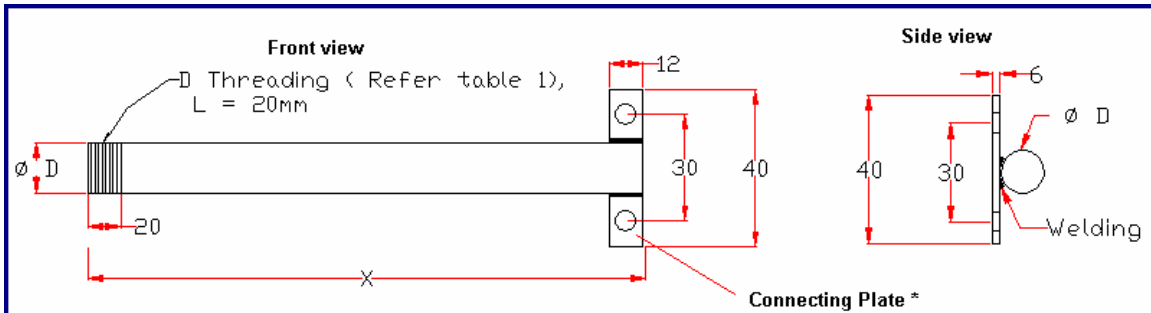 Front view
Side view
D Threading ( Refer table 1),
L = 20mm
12
6
Ø D
Ø D
30
40
40
30
20
Welding
X
Connecting Plate *